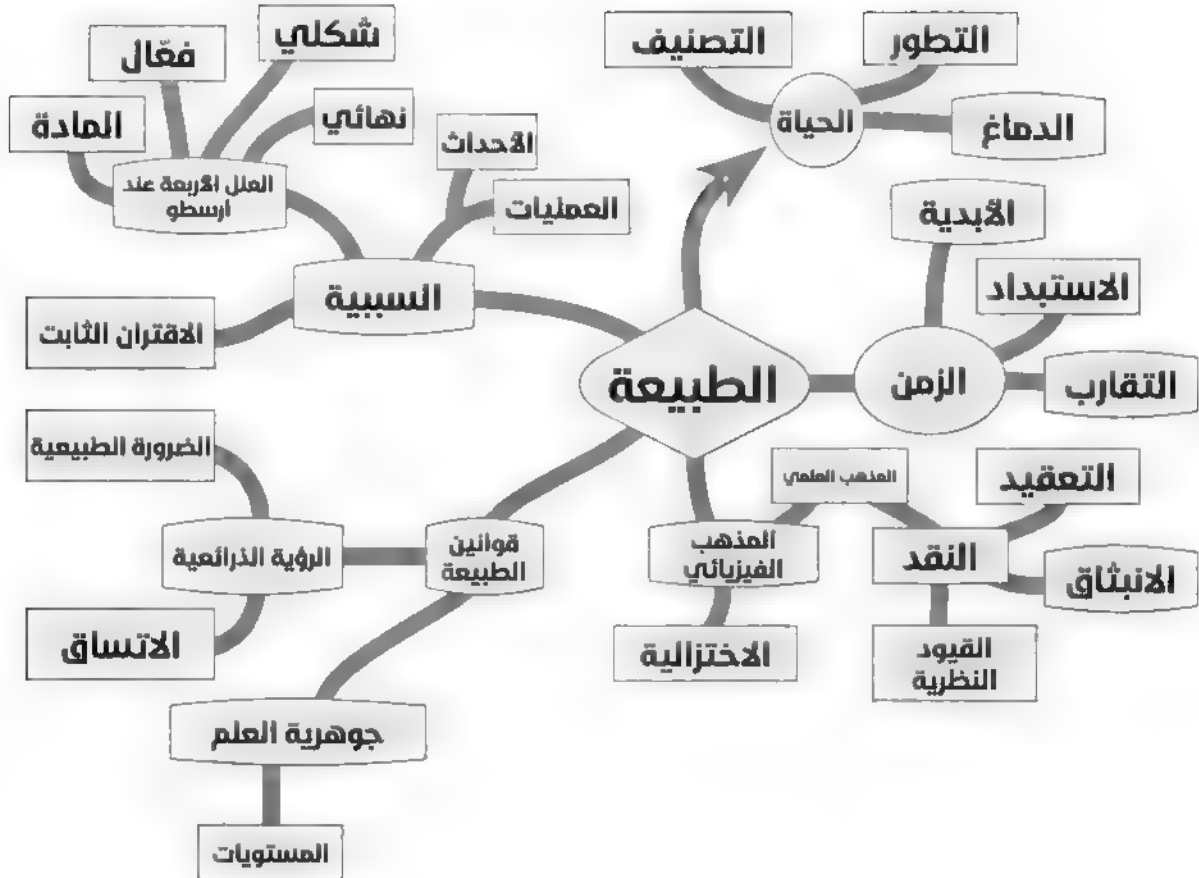 شكلي
فعّال
نهائي
المادة
العلل الأربعة عند
ارسطو
الأحداث
العمليات
السببية
الاقتران الثابت
التصنيف
التطور
الحياة
الدماغ
الأبدية
الاستبداد
الزمن
التقارب
الطبيعة
الضرورة الطبيعية
الرؤية الذرائعية
الاتساق
قوانين
الطبيعة
جوهرية العلم
المستويات
المذهب
الفيزيائي
الاختزالية
المذهب العلمي
النقد
التعقيد
الانبثاق
القيود
النظرية